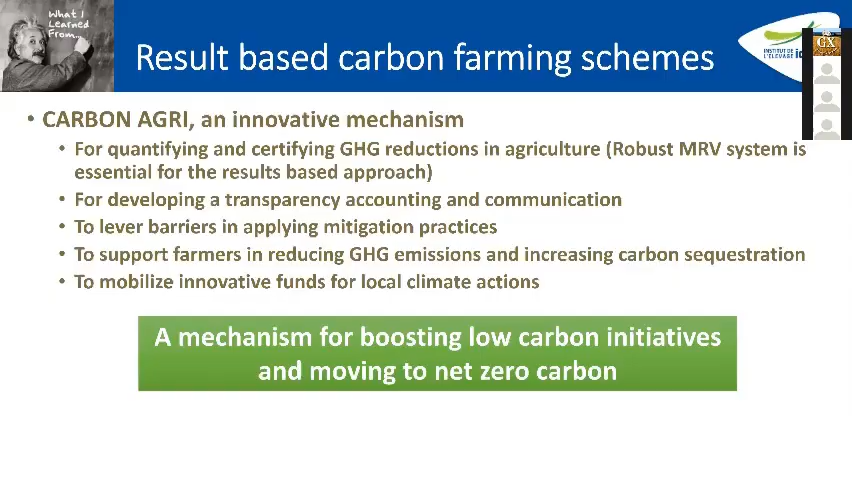 What I
Learned
From...
Result based carbon farming schemes
INSTITUT DE
L'ELEVAGE
GX
• CARBON AGRI, an innovative mechanism
• For quantifying and certifying GHG reductions in agriculture (Robust MRV system is
essential for the results based approach)
• For developing a transparency accounting and communication
• To lever barriers in applying mitigation practices
• To support farmers in reducing GHG emissions and increasing carbon sequestration
• To mobilize innovative funds for local climate actions
A mechanism for boosting low carbon initiatives
and moving to net zero carbon